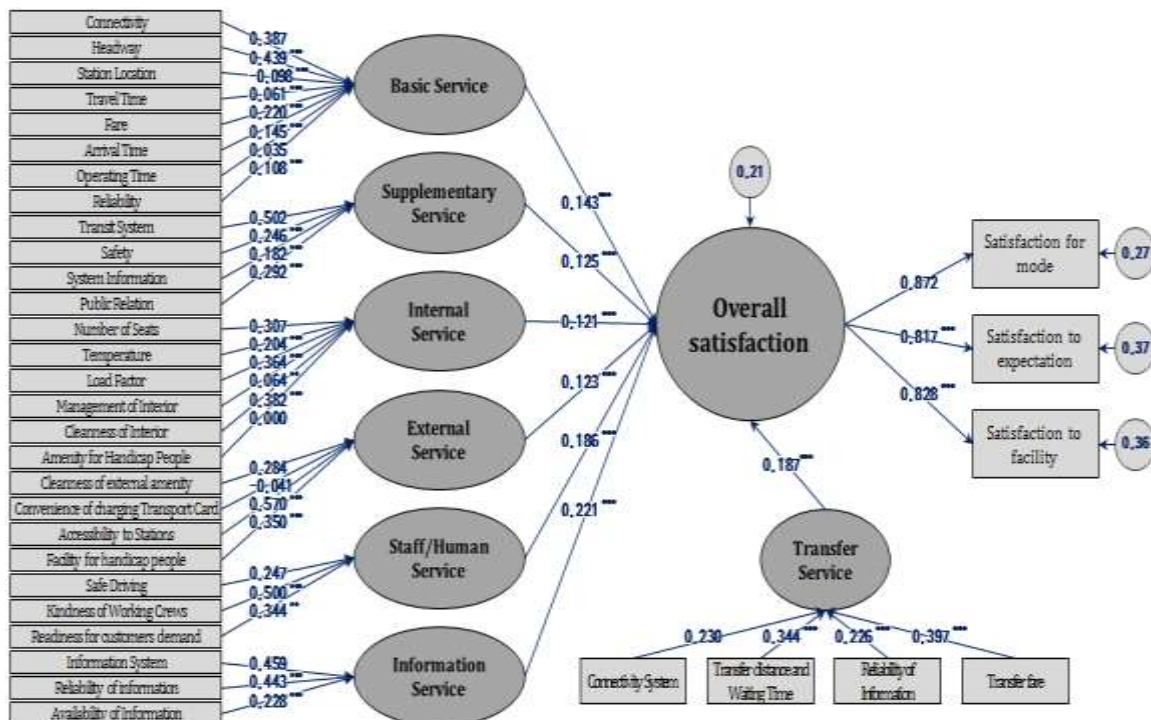 Connectivity
Headway
Station Location
Travel Time
Fare
Arrival Time
Operating Time
Reliability
Transit System
Safety
System Information
Public Relation
Number of Seats
Temperature
Load Factor
Management of Interior
Cleanness of Interior
Amenity for Handicap People
Cleanness of external amenity
Convenience of charging Transport Card
Accessibility to Stations
Facility for handicap people
Safe Driving
Kindness of Working Crews
Readiness for customers demand
Information System
Reliability of information
Availability of Information
0.387
0.439***
-0.098***
0.061***
0.220***
0.145***
0.035
0.108***
0.502
0.246***
0.182***
0.292***
0.307
0.204***
0.364***
0.064**
0.382***
0.000
0.284
-0.041
0.570***
0.350***
0.247
0.500***
0.344**
0.459
0.443***
0.228***
Basic Service
Supplementary
Service
Internal
Service
External
Service
Staff/Human
Service
Information
Service
0.143***
0.125***
0.121***
0.123***
0.186***
0.221***
0.21
Overall
satisfaction
0.872
0.817***
0.828***
Satisfaction for
mode
0.27
Satisfaction to
expectation
0.37
Satisfaction to
facility
0.36
0.187***
Transfer
Service
0.230
0.344***
0.226***
0.397***
Connectivity System
Transfer distance and
Waiting Time
Reliability of
Information
Transfer fare